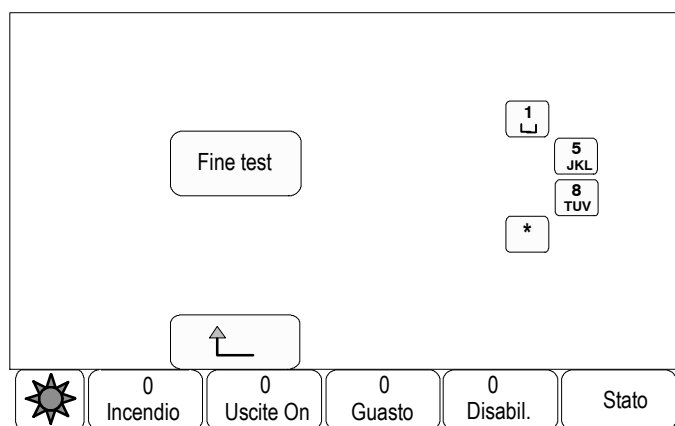 1
Fine test
5
JKL
8
TUV
*
0
Incendio
0
Uscite On
0
Guasto
0
Disabil.
Stato